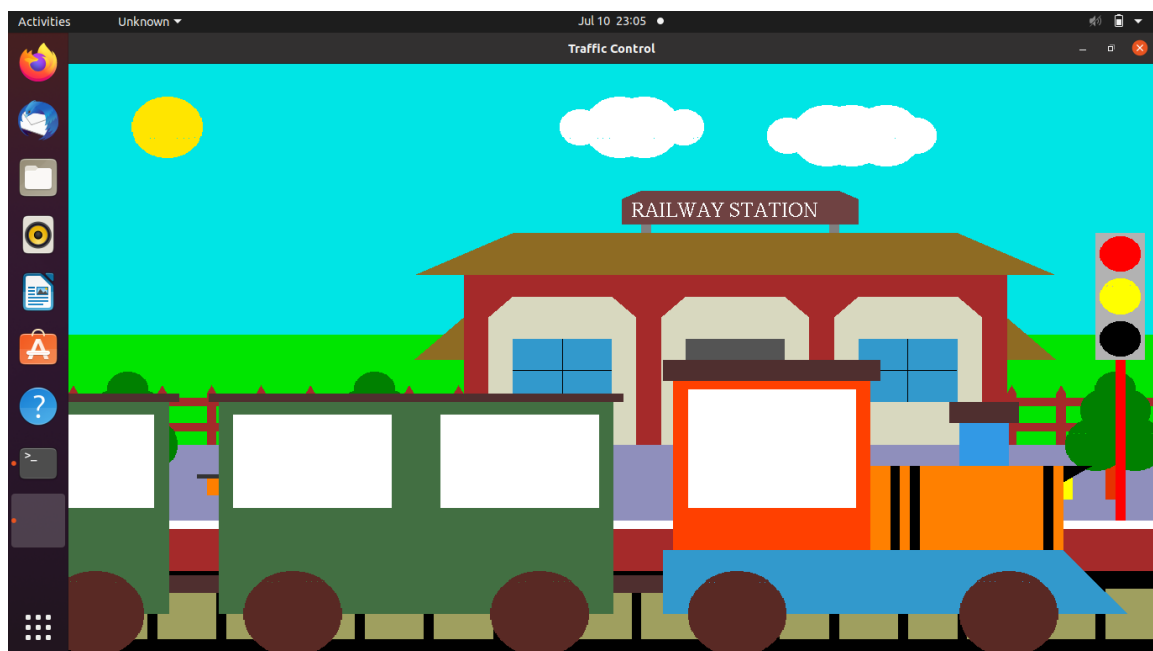 Activities
Unknown
Jul 10 23:05
Traffic Control
RAILWAY STATION